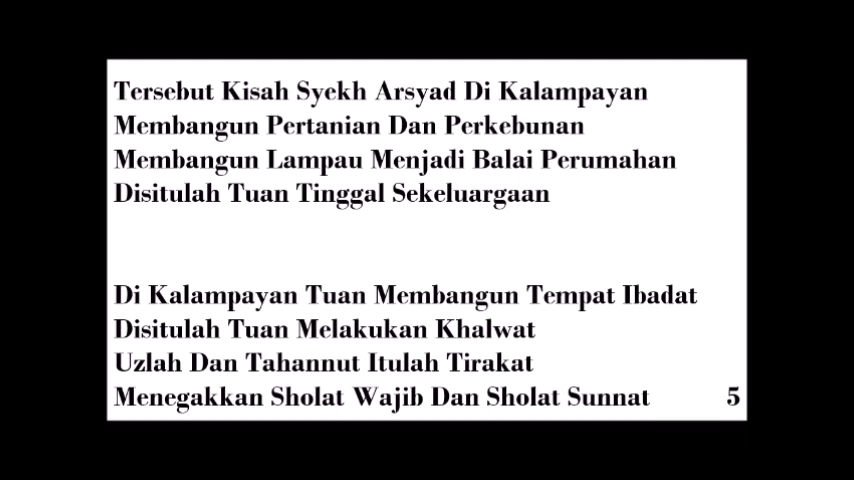 Tersebut Kisah Syekh Arsyad Di Kalampayan
Membangun Pertanian Dan Perkebunan
Membangun Lampau Menjadi Balai Perumahan
Disitulah Tuan Tinggal Sekeluargaan
Di Kalampayan Tuan Membangun Tempat Ibadat
Disitulah Tuan Melakukan Khalwat
Uzlah Dan Tahannut Itulah Tirakat
Menegakkan Sholat Wajib Dan Sholat Sunnat 5